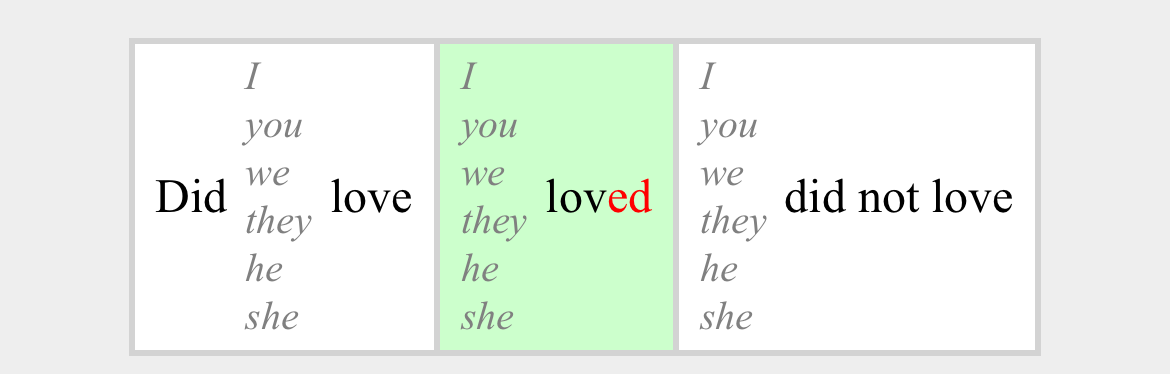 Did
I
you
we
they
he
she
love
I
you
we
they
he
she
loved
I
you
we
they
he
she
did not love